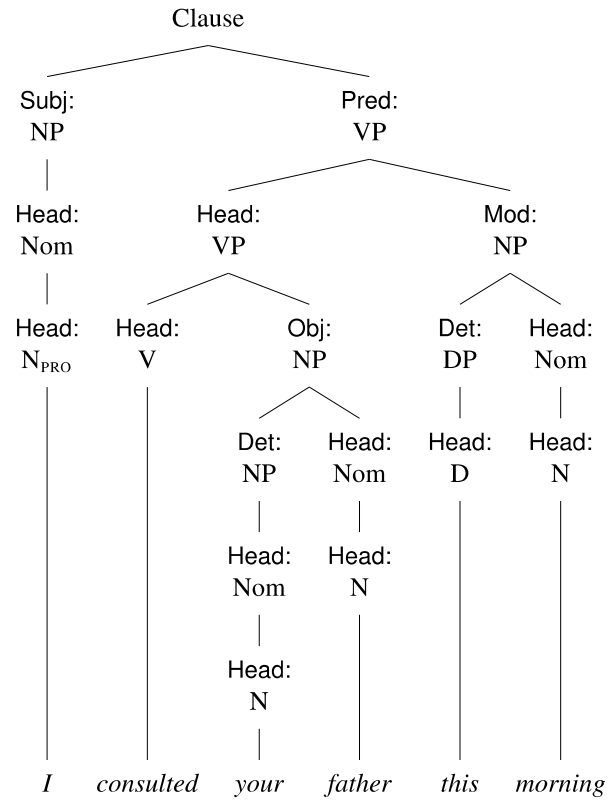 Clause
Subj: Pred:
NP VP
Head: Head: Mod:
Nom VP NP
Head: Head: Obj: Det: Head:
N_PRO V NP DP Nom
Det: Head: Head: Head:
NP Nom D N
Head: Head:
Nom N
Head:
N
I consulted your father this morning